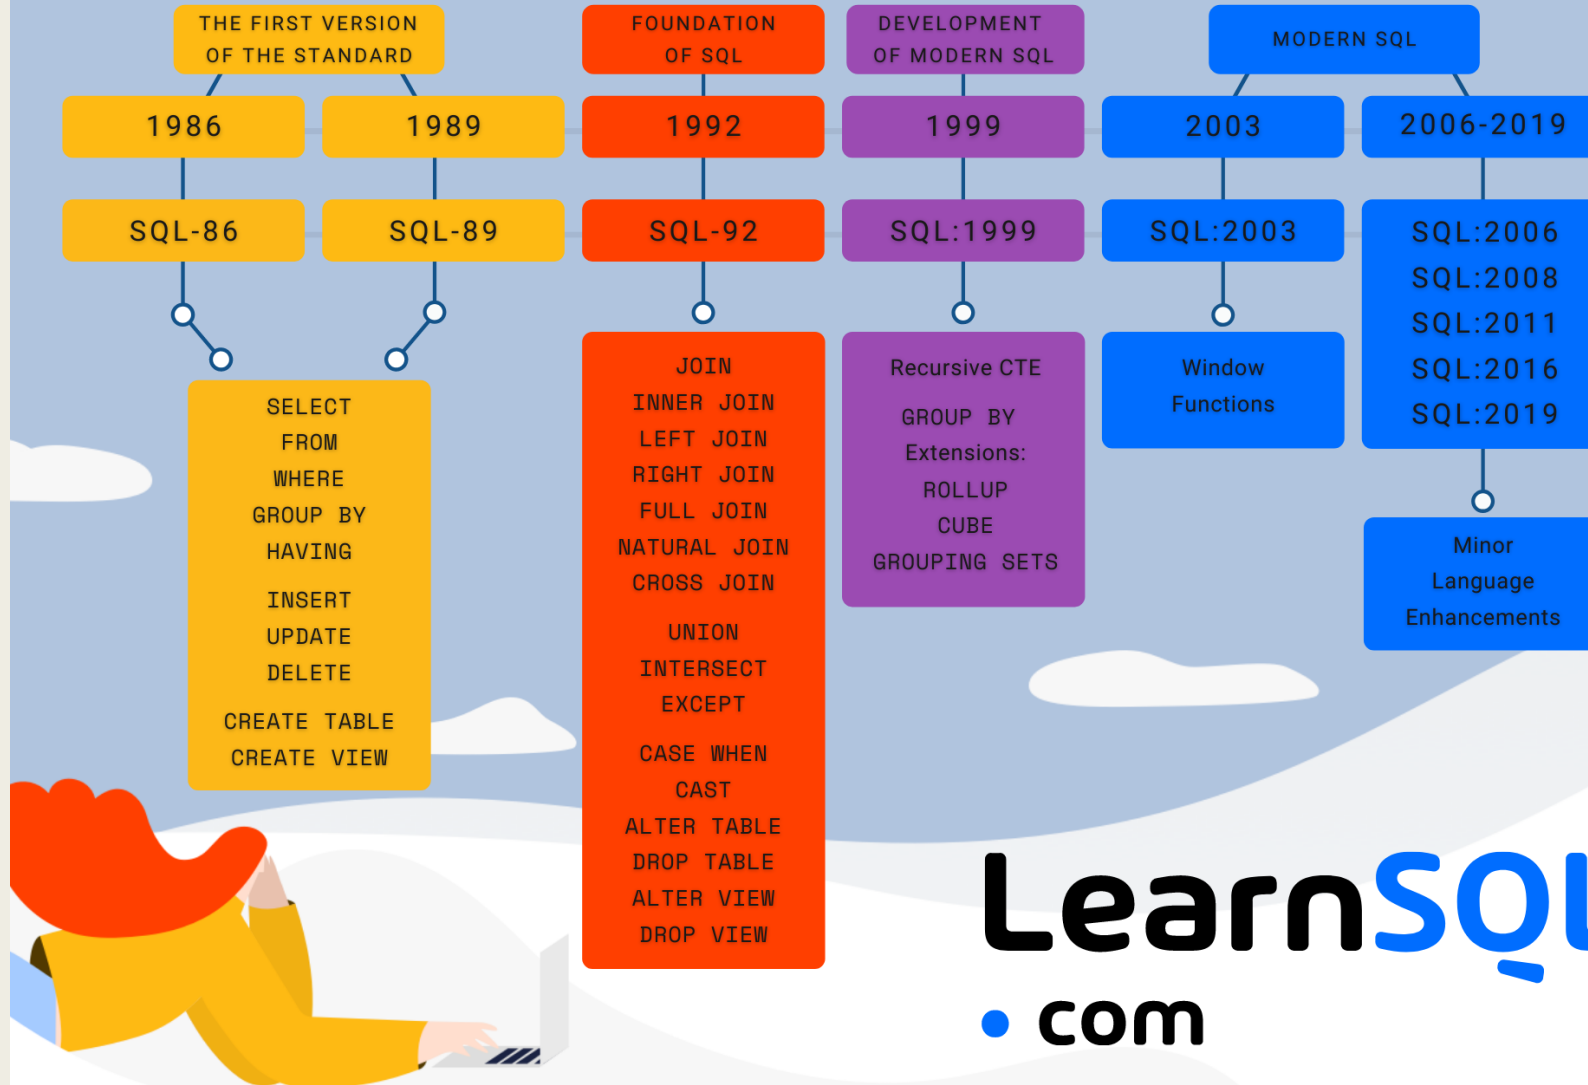 THE FIRST VERSION
OF THE STANDARD
FOUNDATION
OF SQL
DEVELOPMENT
OF MODERN SQL
MODERN SQL
1986
1989
1992
1999
2003
2006-2019
SQL-86
SQL-89
SQL-92
SQL:1999
SQL:2003
SQL:2006
SQL:2008
SQL:2011
SQL:2016
SQL:2019
SELECT
FROM
WHERE
GROUP BY
HAVING
INSERT
UPDATE
DELETE
CREATE TABLE
CREATE VIEW
JOIN
INNER JOIN
LEFT JOIN
RIGHT JOIN
FULL JOIN
NATURAL JOIN
CROSS JOIN
UNION
INTERSECT
EXCEPT
CASE WHEN
CAST
ALTER TABLE
DROP TABLE
ALTER VIEW
DROP VIEW
Recursive CTE
GROUP BY
Extensions:
ROLLUP
CUBE
GROUPING SETS
Window
Functions
Minor
Language
Enhancements
LearnSQL
.com